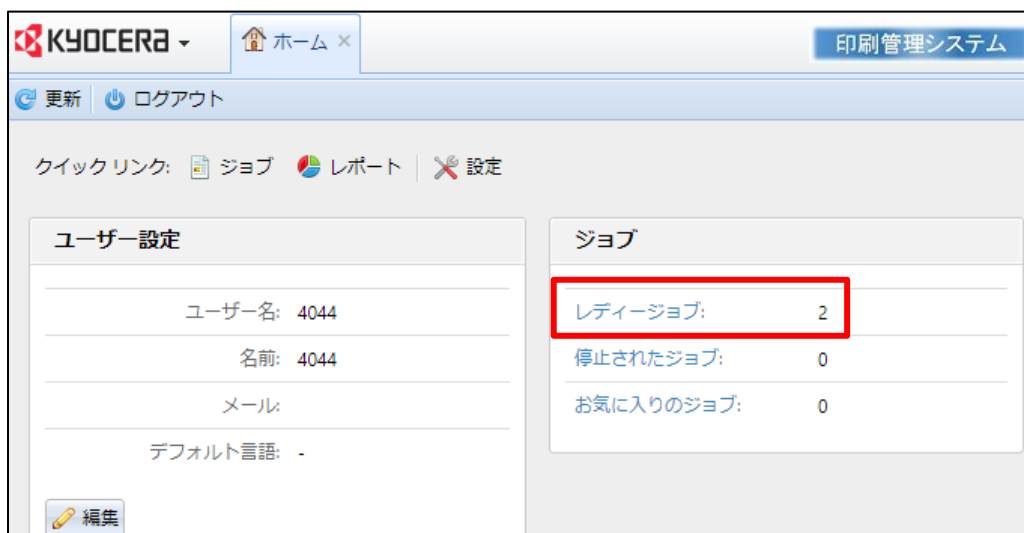 KYOCERA ホーム × 印刷管理システム
更新 ログアウト
クイック リンク: ジョブ レポート 設定
ユーザー設定
ユーザー名: 4044
名前: 4044
メール:
デフォルト言語: -
編集
ジョブ
レディージョブ: 2
停止されたジョブ: 0
お気に入りのジョブ: 0